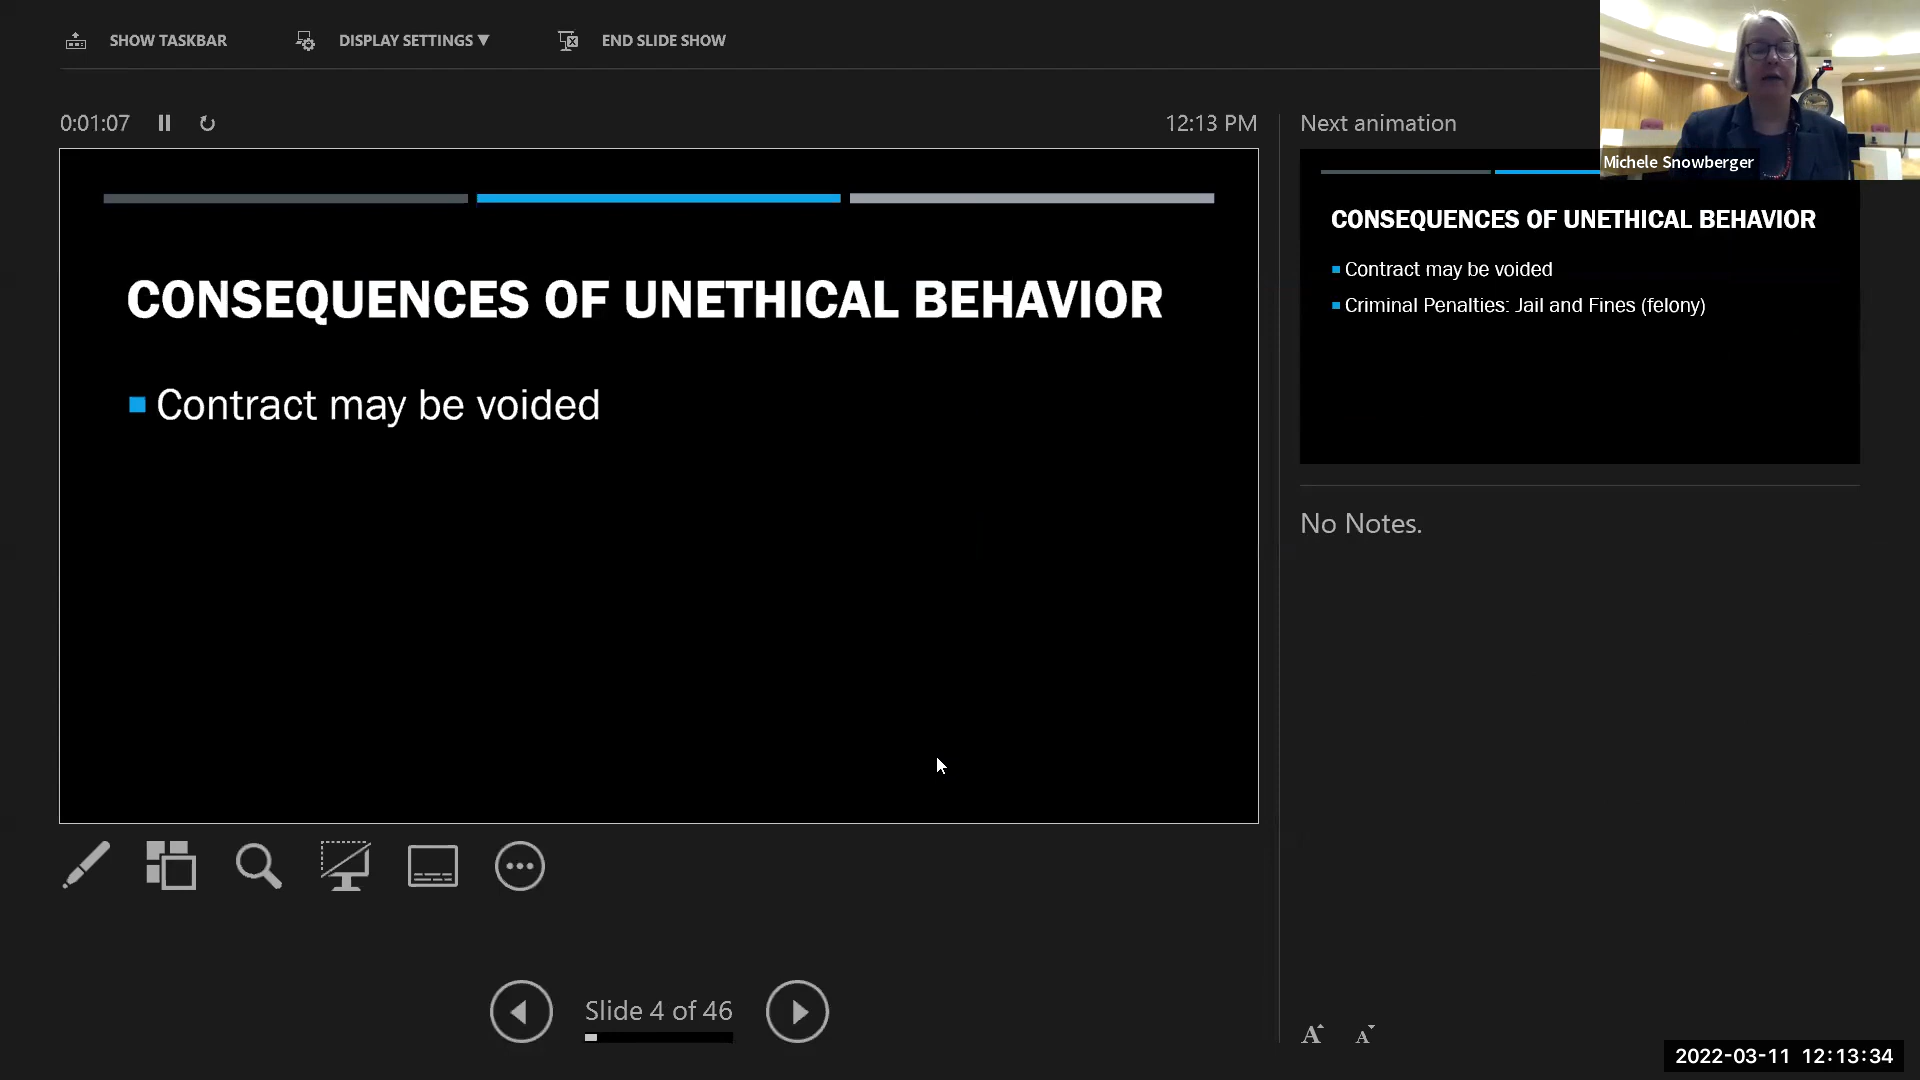 SHOW TASKBAR
DISPLAY SETTINGS ▼
END SLIDE SHOW
0:01:07
12:13 PM
Next animation
Michele Snowberger
CONSEQUENCES OF UNETHICAL BEHAVIOR
Contract may be voided
CONSEQUENCES OF UNETHICAL BEHAVIOR
Contract may be voided
Criminal Penalties: Jail and Fines (felony)
No Notes.
Slide 4 of 46
A A
2022-03-11 12:13:34